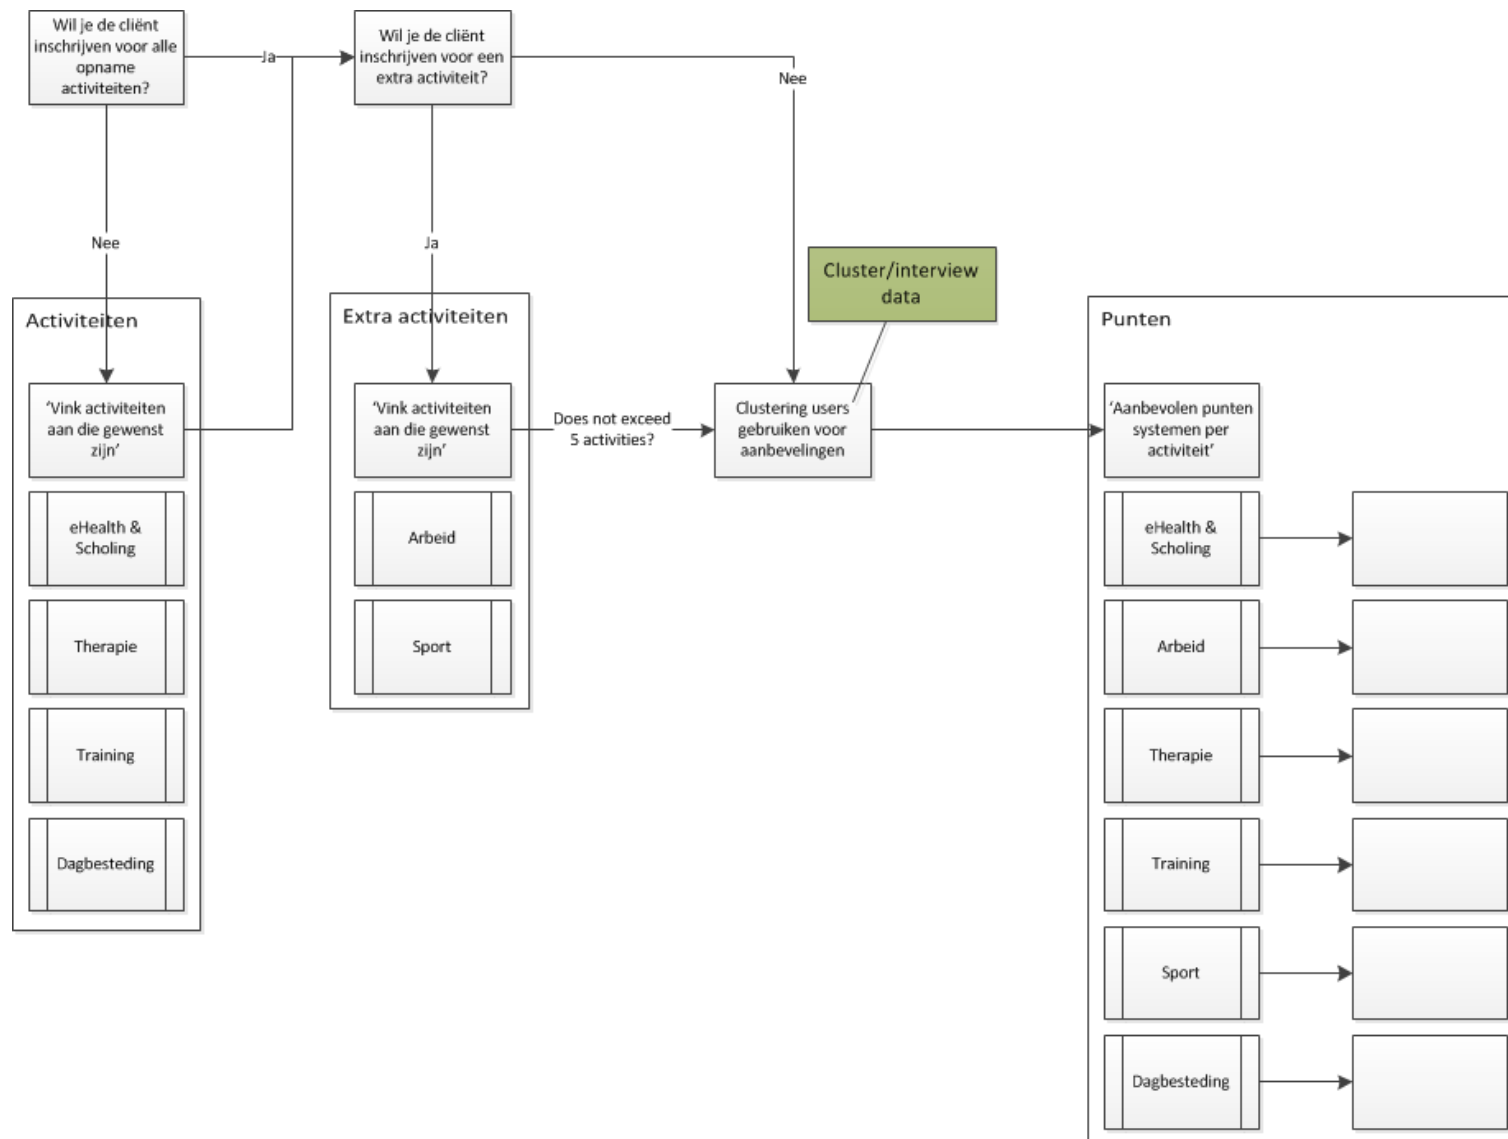 Wil je de cliënt
inschrijven voor alle
opname
activiteiten?
Ja
Wil je de cliënt
inschrijven voor een
extra activiteit?
Nee
Nee
Ja
Activiteiten
'Vink activiteiten
aan die gewenst
zijn'
eHealth &
Scholing
Therapie
Training
Dagbesteding
Extra activiteiten
'Vink activiteiten
aan die gewenst
zijn'
Arbeid
Sport
Does not exceed
5 activities?
Cluster/interview
data
Clustering users
gebruiken voor
aanbevelingen
Punten
'Aanbevolen punten
systemen per
activiteit'
eHealth &
Scholing
Arbeid
Therapie
Training
Sport
Dagbesteding